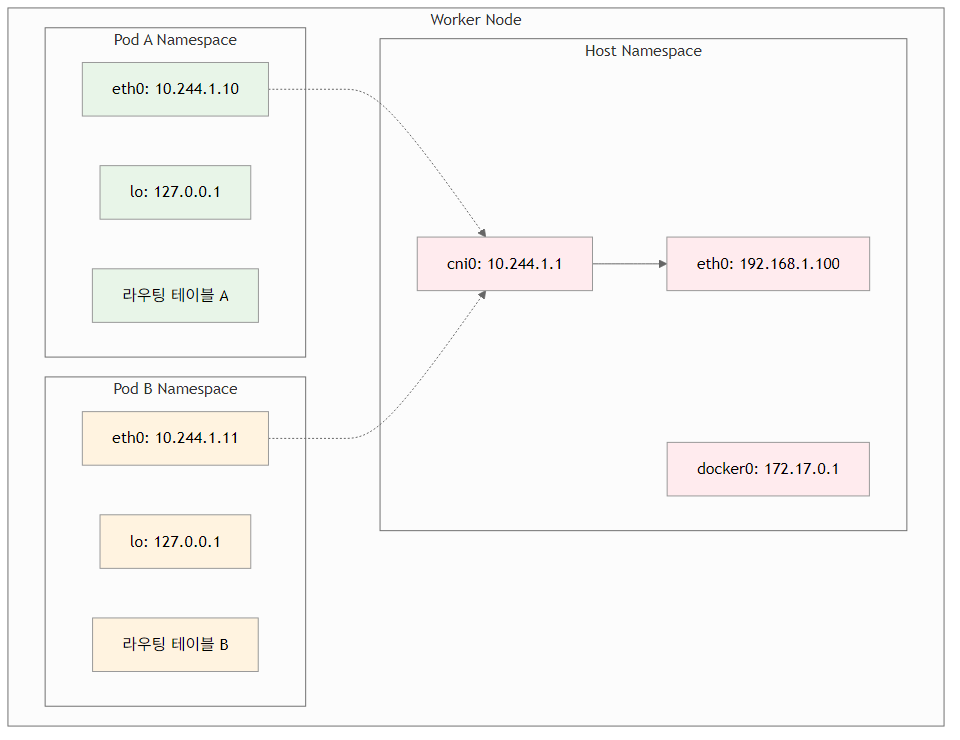 Worker Node
Pod A Namespace
eth0: 10.244.1.10
lo: 127.0.0.1
라우팅 테이블 A
Pod B Namespace
eth0: 10.244.1.11
lo: 127.0.0.1
라우팅 테이블 B
Host Namespace
cni0: 10.244.1.1
eth0: 192.168.1.100
docker0: 172.17.0.1